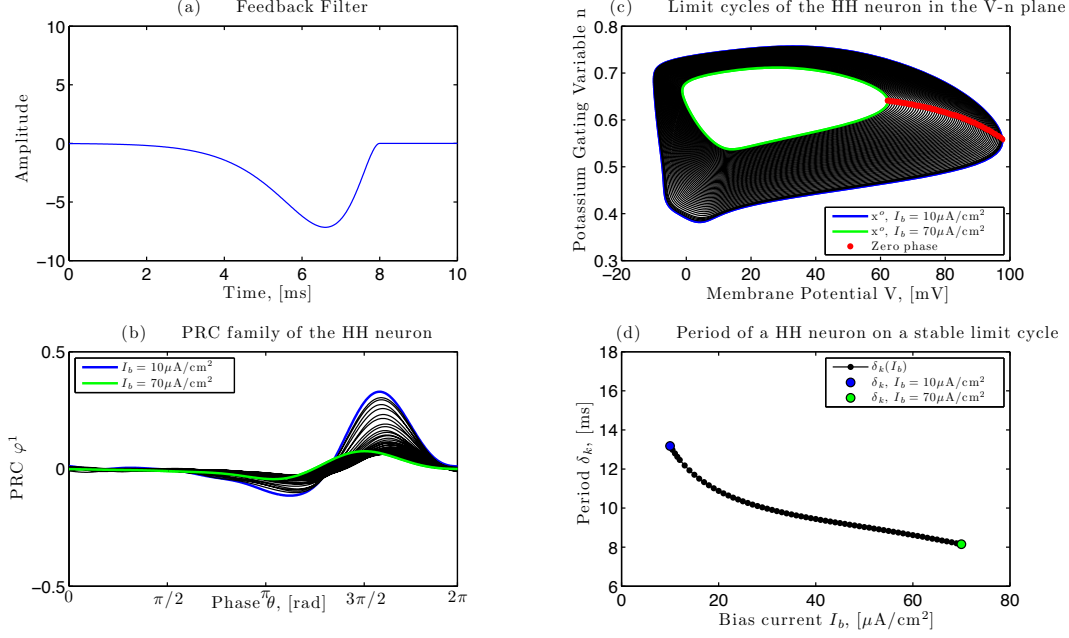 (a) Feedback Filter
10
5
0
−5
−10
Amplitude
0 2 4 6 8 10
Time, [ms]
(b) PRC family of the HH neuron
0.5
0
−0.5
PRC φ¹
I_b = 10μA/cm²
I_b = 70μA/cm²
0 π/2 π 3π/2 2π
Phase θ, [rad]
(c) Limit cycles of the HH neuron in the V-n plane
0.8
0.7
0.6
0.5
0.4
0.3
Potassium Gating Variable n
x^o, I_b = 10μA/cm²
x^o, I_b = 70μA/cm²
Zero phase
−20 0 20 40 60 80 100
Membrane Potential V, [mV]
(d) Period of a HH neuron on a stable limit cycle
18
16
14
12
10
8
6
Period δ_k, [ms]
δ_k(I_b)
δ_k, I_b = 10μA/cm²
δ_k, I_b = 70μA/cm²
0 20 40 60 80
Bias current I_b, [μA/cm²]